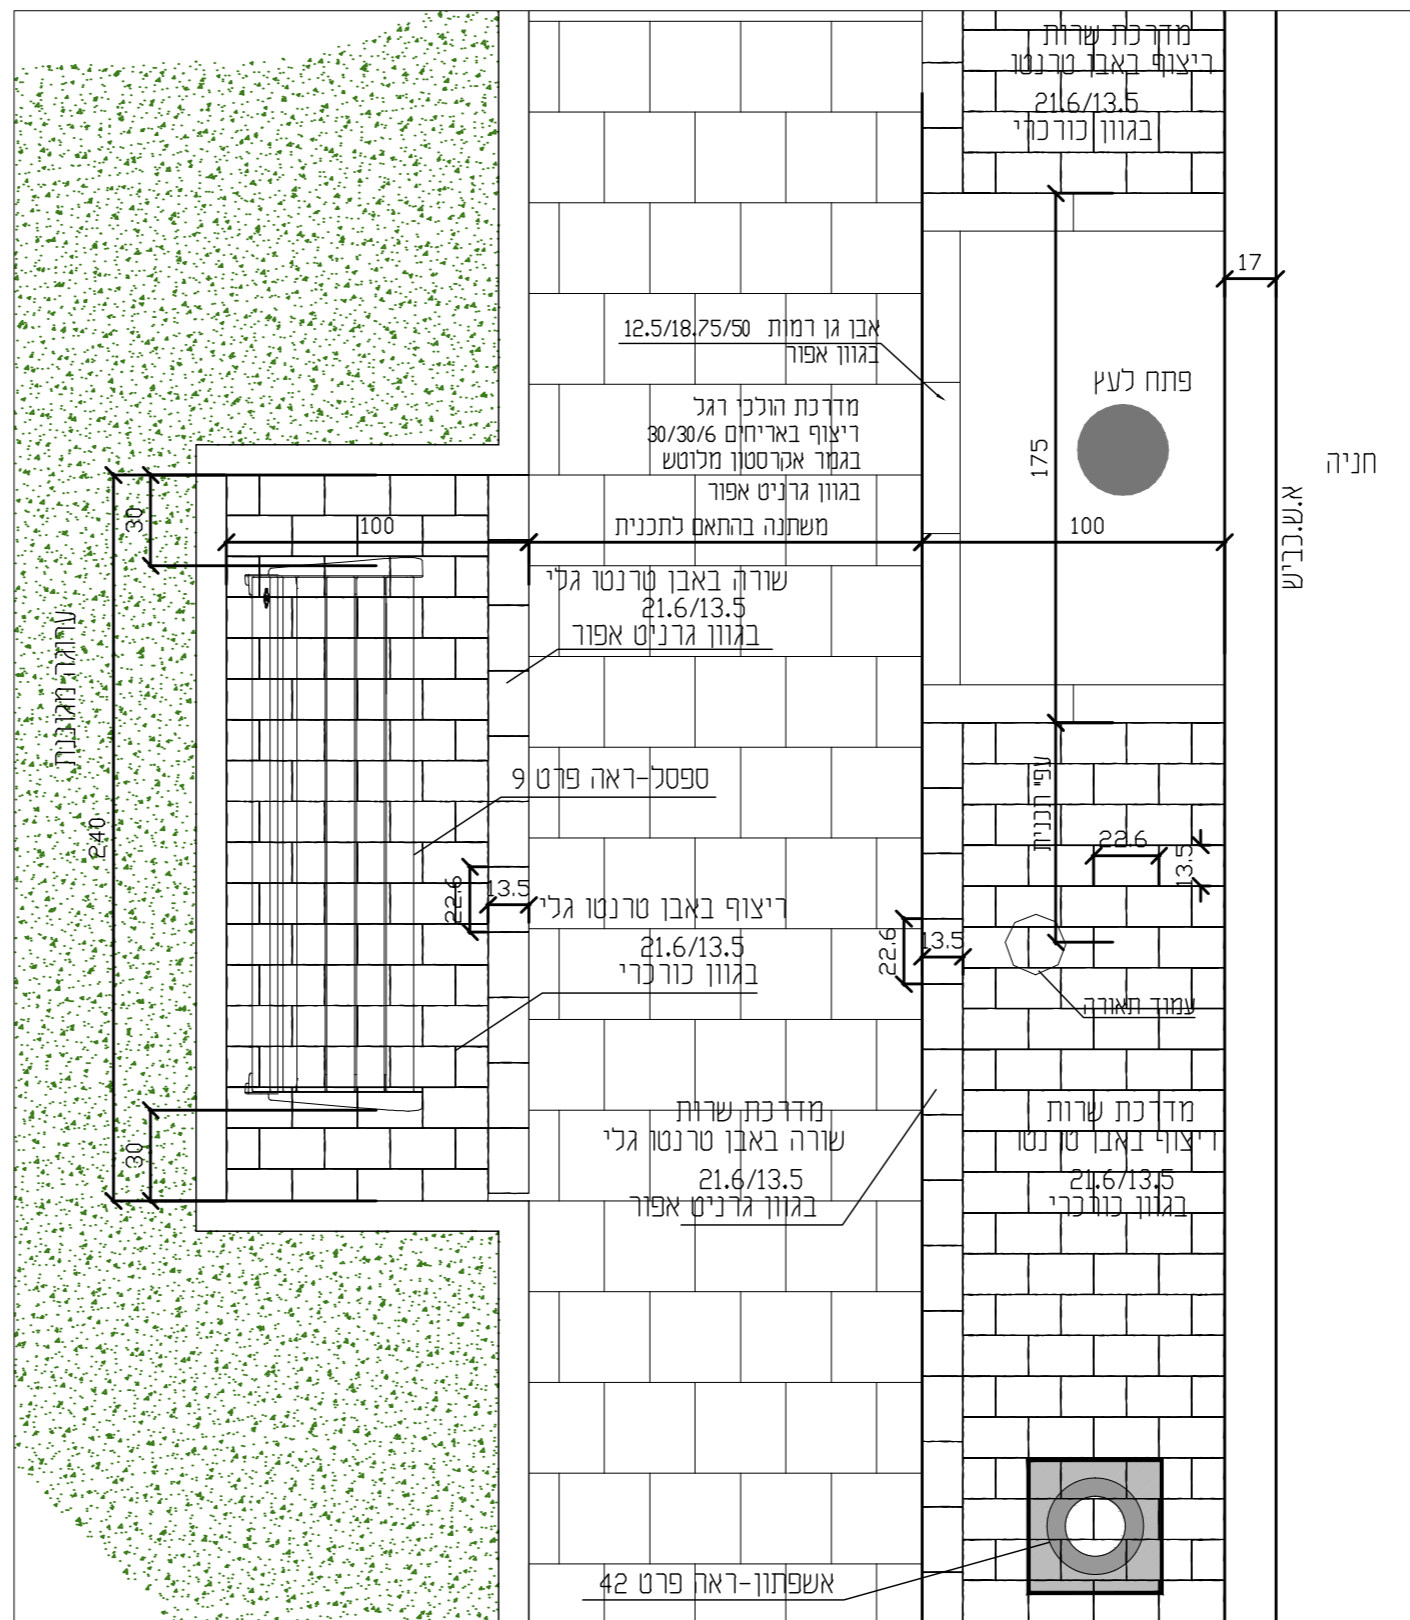 מדרכת שרות
ריצוף באבן טרנטו
21.6/13.5
בגוון כורכרי
17
אבן גן רמות 12.5/18.75/50
בגוון אפור
פתח לעץ
מדרכת הולכי רגל
ריצוף באריחים 30/30/6
בגמר אקרסטון מלוטש
בגוון גרניט אפור
משתנה בהתאם לתכנית
175
חניה
א.ש.כביש
100
100
30
שורה באבן טרנטו גלי
21.6/13.5
בגוון גרניט אפור
ערוגה מגוננת
240
ספסל-ראה פרט 9
עפ״י תכנית
22.6
13.5
22.6
13.5
ריצוף באבן טרנטו גלי
21.6/13.5
בגוון כורכרי
22.6
13.5
עמוד תאורה
30
מדרכת שרות
שורה באבן טרנטו גלי
21.6/13.5
בגוון גרניט אפור
מדרכת שרות
ריצוף באבן טרנטו
21.6/13.5
בגוון כורכרי
אשפתון-ראה פרט 42